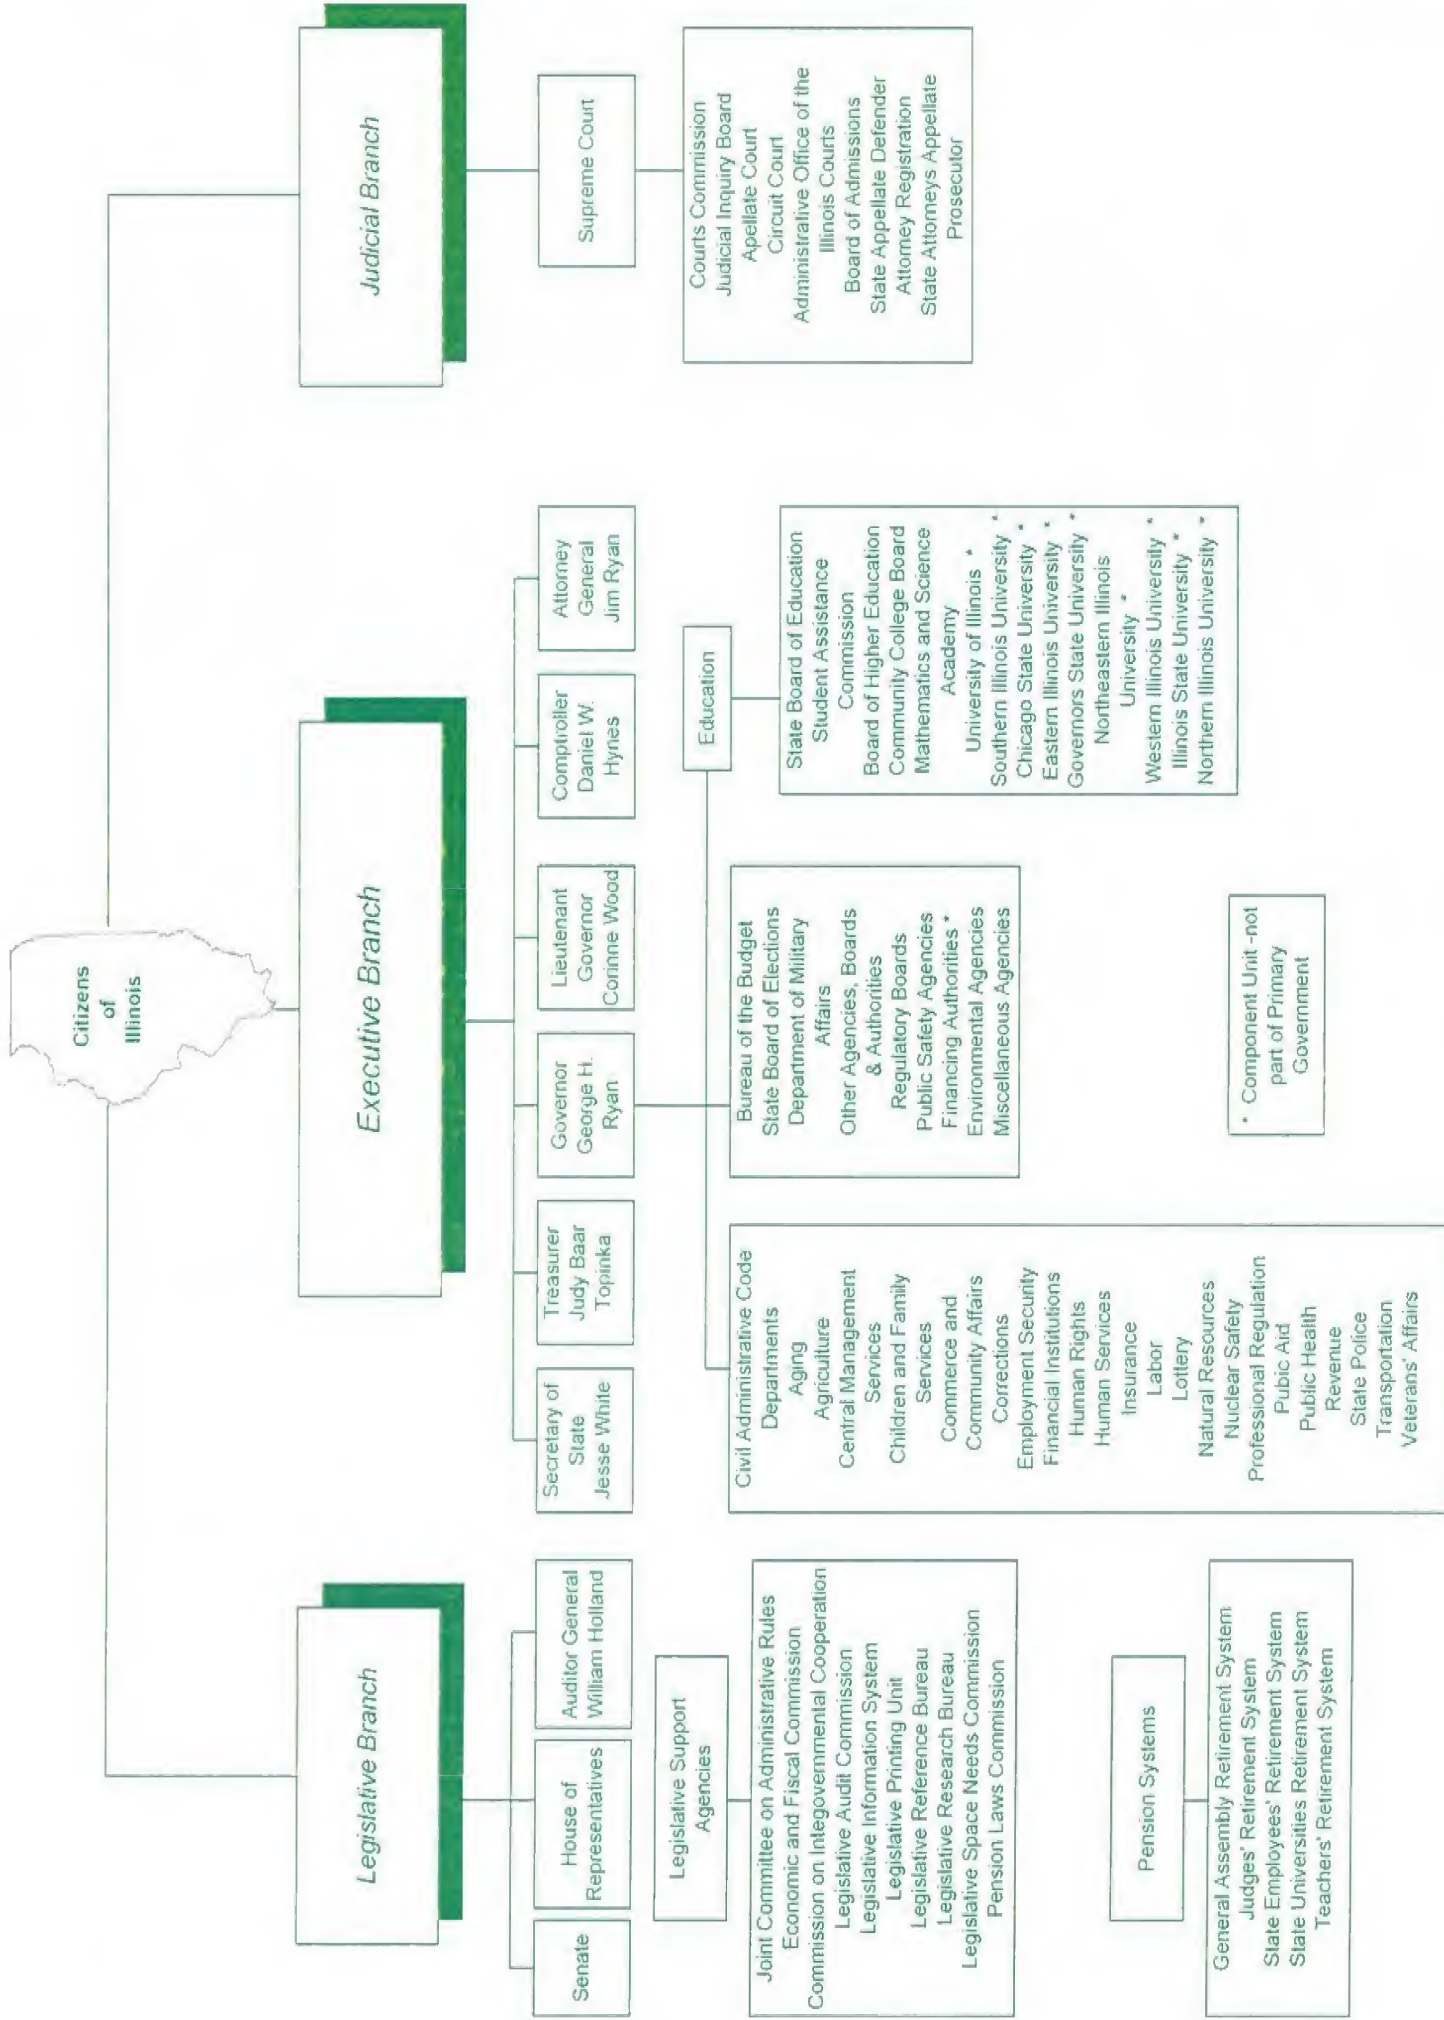 Citizens
of
Illinois
Legislative Branch
Executive Branch
Judicial Branch
Senate
House of
Representatives
Auditor General
William Holland
Secretary of
State
Jesse White
Treasurer
Judy Baar
Topinka
Governor
George H.
Ryan
Lieutenant
Governor
Corinne Wood
Comptroller
Daniel W.
Hynes
Attorney
General
Jim Ryan
Supreme Court
Legislative Support
Agencies
Joint Committee on Administrative Rules
Economic and Fiscal Commission
Commission on Integovernmental Cooperation
Legislative Audit Commission
Legislative Information System
Legislative Printing Unit
Legislative Reference Bureau
Legislative Research Bureau
Legislative Space Needs Commission
Pension Laws Commission
Pension Systems
General Assembly Retirement System
Judges' Retirement System
State Employees' Retirement System
State Universities Retirement System
Teachers' Retirement System
Civil Administrative Code
Departments
Aging
Agriculture
Central Management
Services
Children and Family
Services
Commerce and
Community Affairs
Corrections
Employment Security
Financial Institutions
Human Rights
Human Services
Insurance
Labor
Lottery
Natural Resources
Nuclear Safety
Professional Regulation
Pubic Aid
Public Health
Revenue
State Police
Transportation
Veterans' Affairs
Bureau of the Budget
State Board of Elections
Department of Military
Affairs
Other Agencies, Boards
& Authorities
Regulatory Boards
Public Safety Agencies
Financing Authorities *
Environmental Agencies
Miscellaneous Agencies
Education
State Board of Education
Student Assistance
Commission
Board of Higher Education
Community College Board
Mathematics and Science
Academy
University of Illinois *
Southern Illinois University *
Chicago State University *
Eastern Illinois University *
Governors State University *
Northeastern Illinois
University *
Western Illinois University *
Illinois State University *
Northern Illinois University *
Courts Commission
Judicial Inquiry Board
Apellate Court
Circuit Court
Administrative Office of the
Illinois Courts
Board of Admissions
State Appellate Defender
Attorney Registration
State Attorneys Appellate
Prosecutor
* Component Unit -not
part of Primary
Government